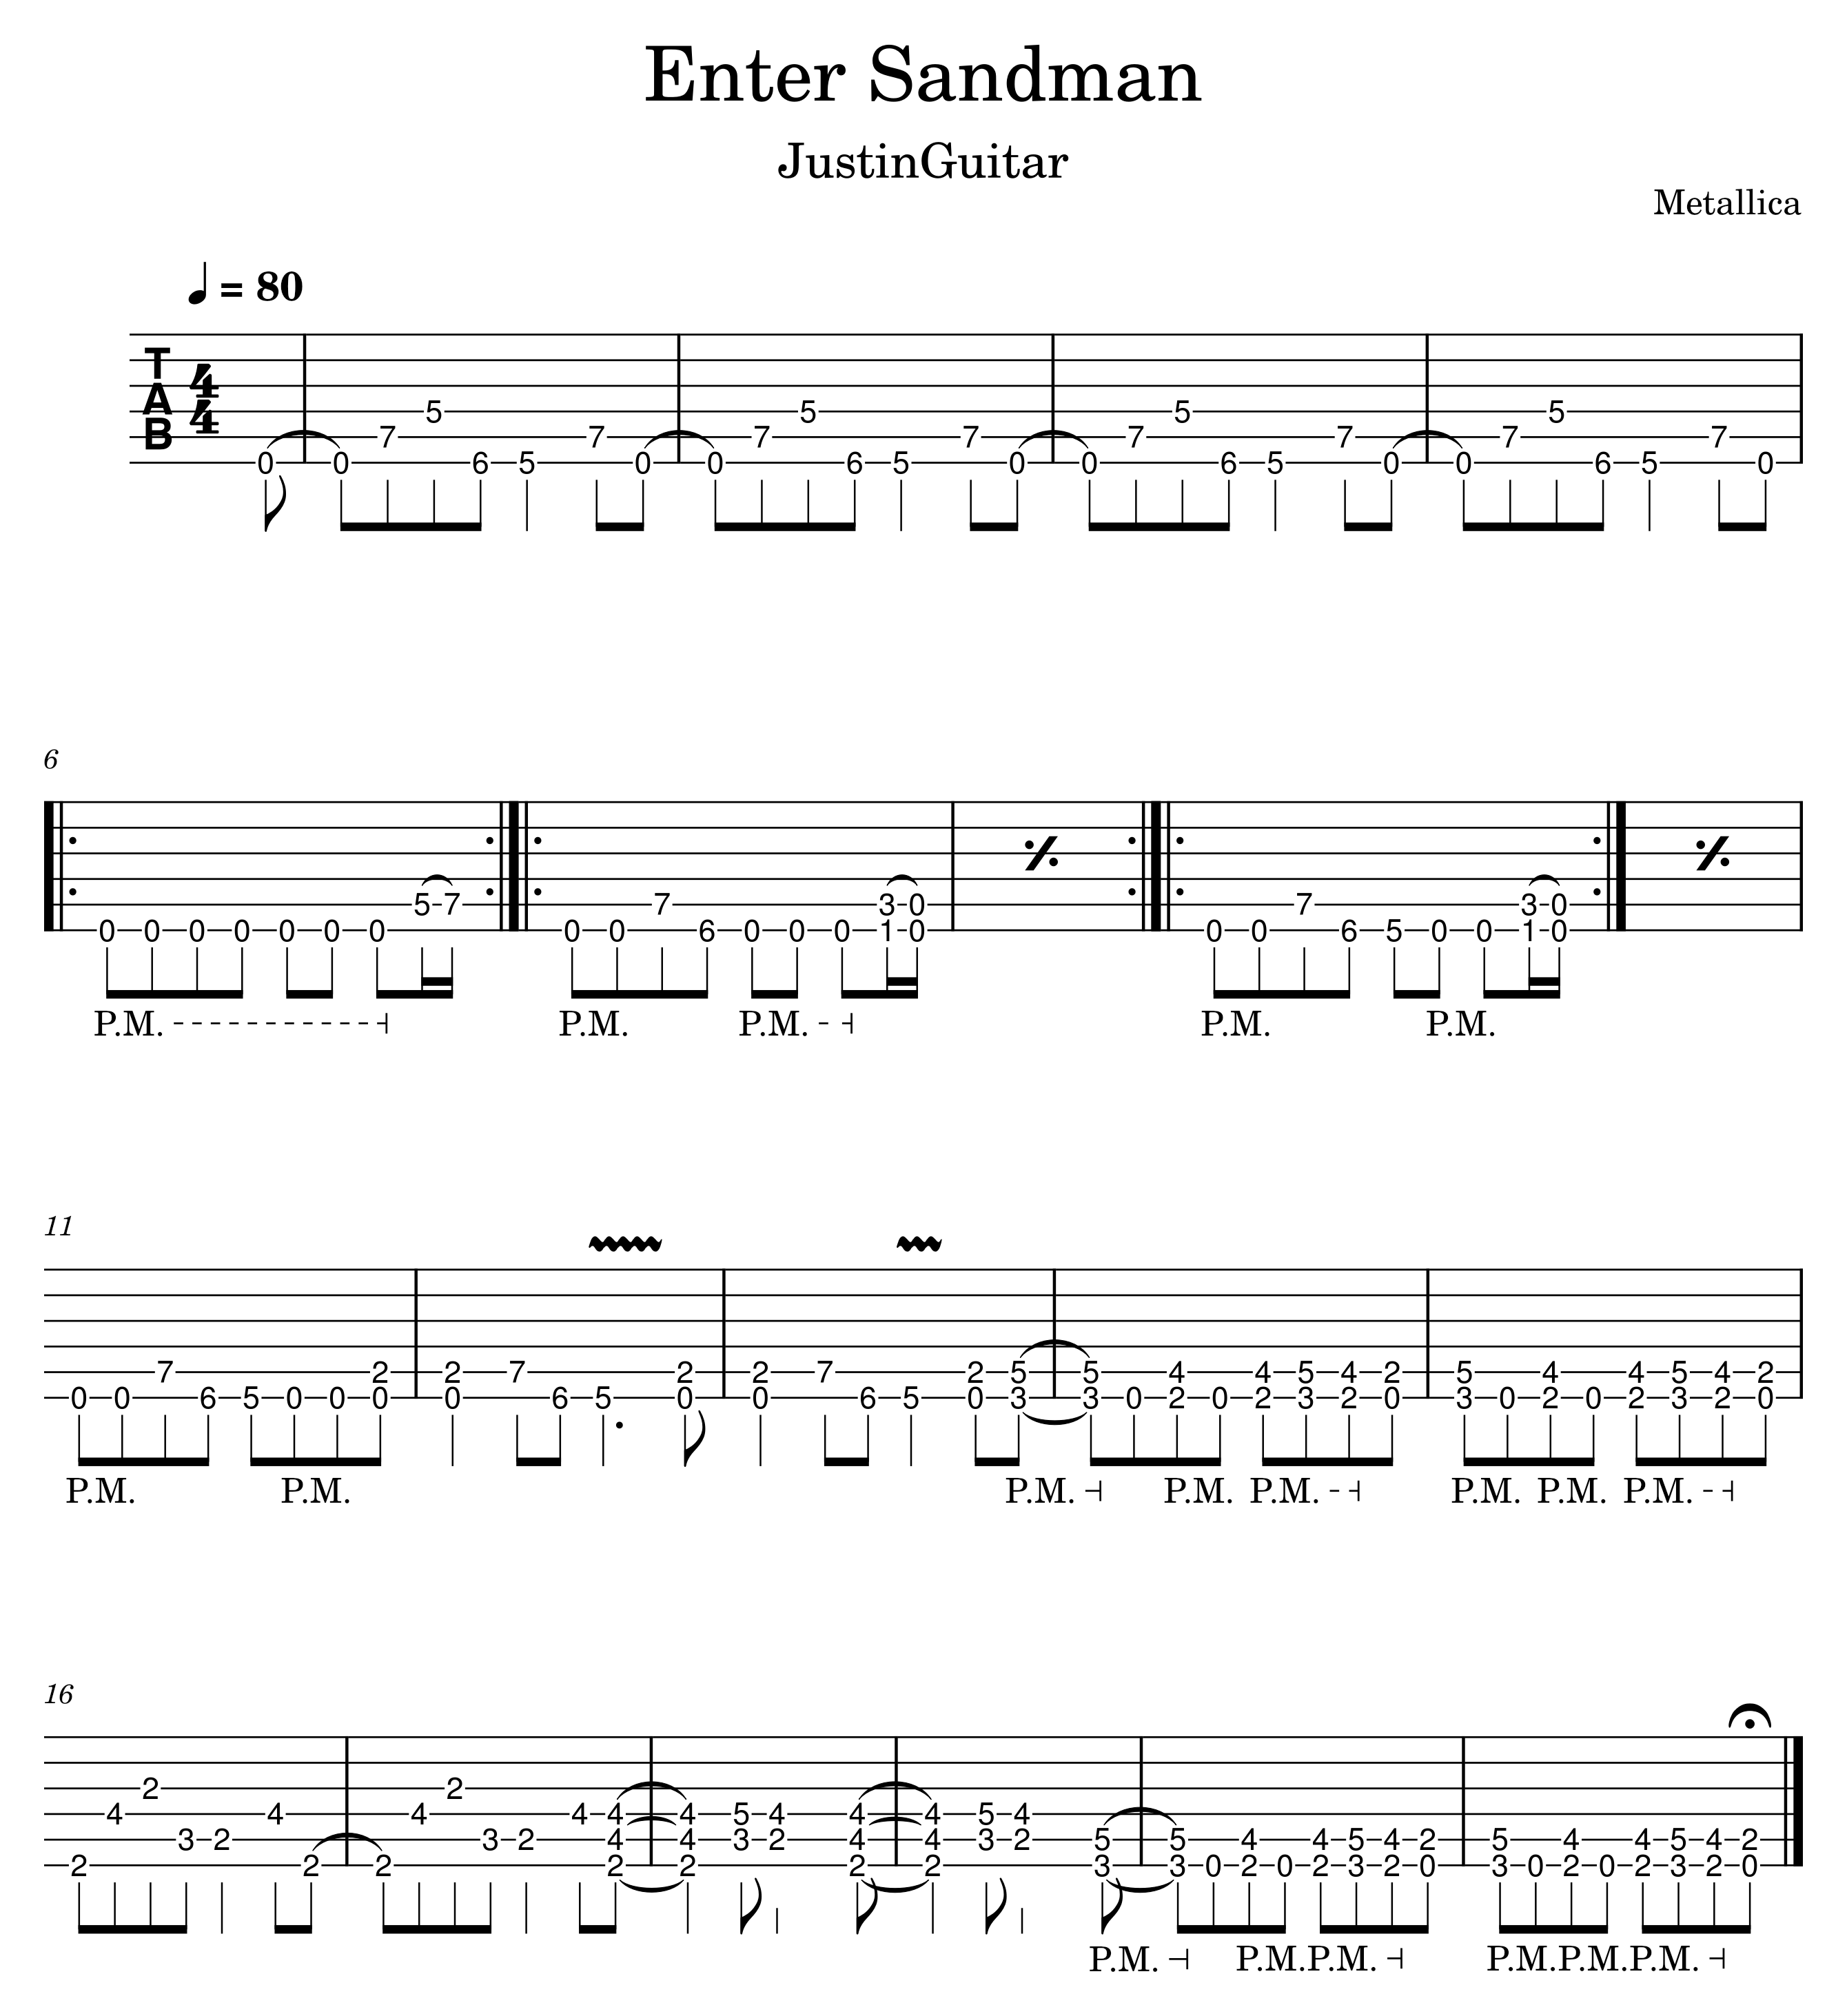 Enter Sandman
JustinGuitar
Metallica
= 80
T
A
B
4
4
5 5 5 5
7 7 7 7 7 7 7 7
0 0 6 5 0 0 6 5 0 0 6 5 0 0 6 5 0
6
5 7 7 3 0 7 3 0
0 0 0 0 0 0 0 0 0 6 0 0 0 1 0 0 0 6 5 0 0 1 0
P.M. P.M. P.M. P.M. P.M.
11
7 2 2 7 2 2 7 2 5 5 4 4 5 4 2 5 4 4 5 4 2
0 0 6 5 0 0 0 0 6 5 0 0 6 5 0 3 3 0 2 0 2 3 2 0 3 0 2 0 2 3 2 0
P.M. P.M. P.M. P.M. P.M. P.M. P.M. P.M.
16
2 2
4 4 4 4 4 4 5 4 4 4 5 4
3 2 3 2 4 4 3 2 4 4 3 2 5 5 4 4 5 4 2 5 4 4 5 4 2
2 2 2 2 2 2 2 3 3 0 2 0 2 3 2 0 3 0 2 0 2 3 2 0
P.M. P.M. P.M. P.M. P.M. P.M.